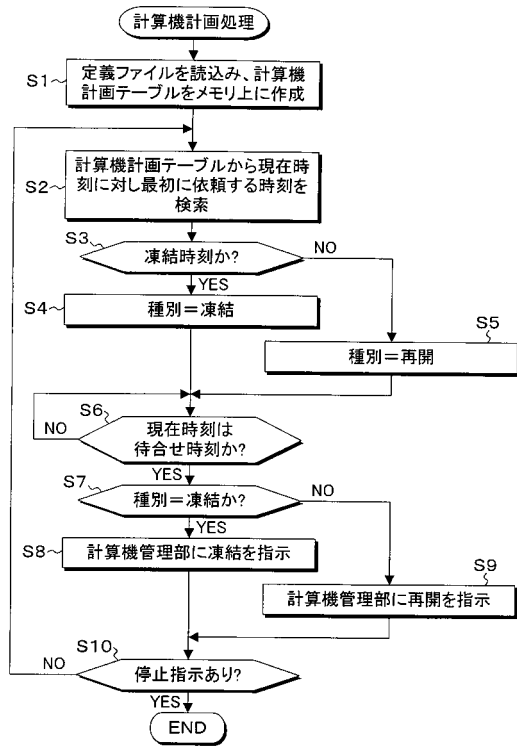 計算機計画処理
S1
定義ファイルを読込み、計算機
計画テーブルをメモリ上に作成
S2
計算機計画テーブルから現在時
刻に対し最初に依頼する時刻を
検索
S3
凍結時刻か?
NO
YES
S4
種別＝凍結
S5
種別＝再開
S6
現在時刻は
待合せ時刻か?
NO
YES
S7
種別＝凍結か?
NO
YES
S8
計算機管理部に凍結を指示
S9
計算機管理部に再開を指示
S10
停止指示あり?
NO
YES
END